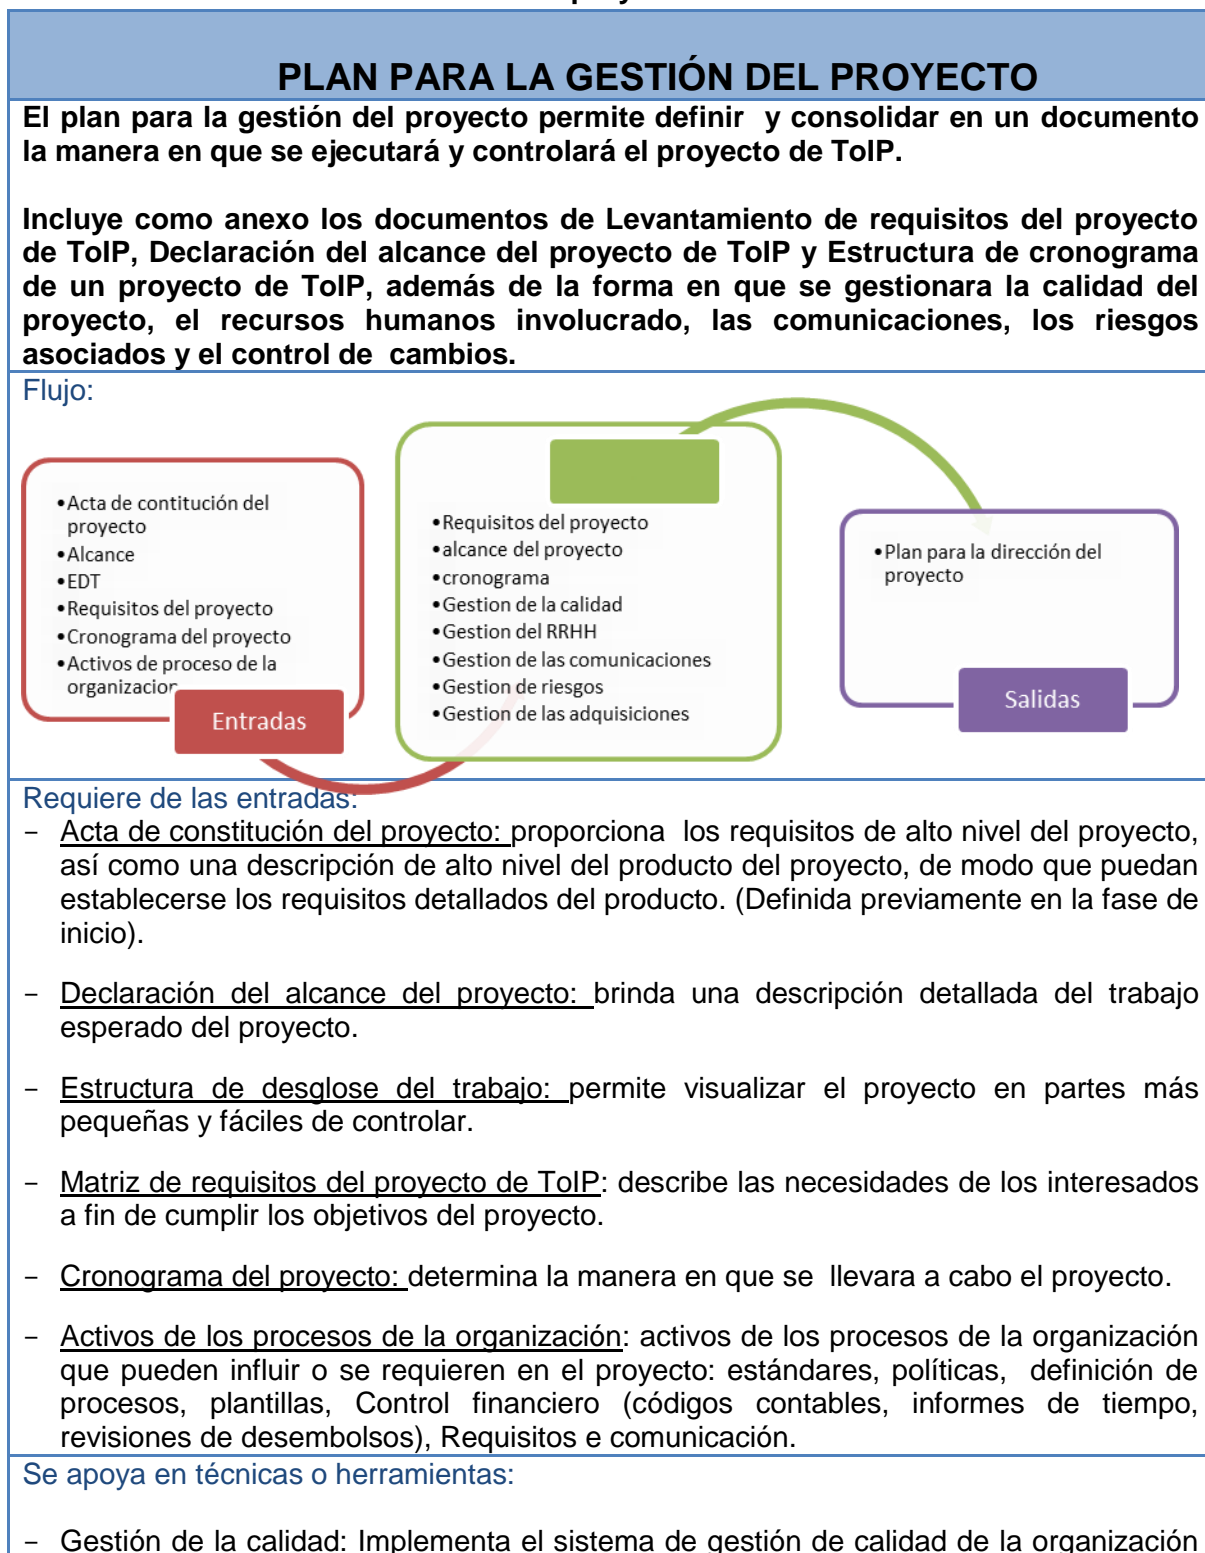 PLAN PARA LA GESTIÓN DEL PROYECTO
El plan para la gestión del proyecto permite definir y consolidar en un documento
la manera en que se ejecutará y controlará el proyecto de ToIP.
Incluye como anexo los documentos de Levantamiento de requisitos del proyecto
de ToIP, Declaración del alcance del proyecto de ToIP y Estructura de cronograma
de un proyecto de ToIP, además de la forma en que se gestionara la calidad del
proyecto, el recursos humanos involucrado, las comunicaciones, los riesgos
asociados y el control de cambios.
Flujo:
•Acta de contitución del
proyecto
•Alcance
•EDT
•Requisitos del proyecto
•Cronograma del proyecto
•Activos de proceso de la
organizacion
Entradas
•Requisitos del proyecto
•alcance del proyecto
•cronograma
•Gestion de la calidad
•Gestion del RRHH
•Gestion de las comunicaciones
•Gestion de riesgos
•Gestion de las adquisiciones
•Plan para la dirección del
proyecto
Salidas
Requiere de las entradas:
– Acta de constitución del proyecto: proporciona los requisitos de alto nivel del proyecto,
así como una descripción de alto nivel del producto del proyecto, de modo que puedan
establecerse los requisitos detallados del producto. (Definida previamente en la fase de
inicio).
– Declaración del alcance del proyecto: brinda una descripción detallada del trabajo
esperado del proyecto.
– Estructura de desglose del trabajo: permite visualizar el proyecto en partes más
pequeñas y fáciles de controlar.
– Matriz de requisitos del proyecto de ToIP: describe las necesidades de los interesados
a fin de cumplir los objetivos del proyecto.
– Cronograma del proyecto: determina la manera en que se llevara a cabo el proyecto.
– Activos de los procesos de la organización: activos de los procesos de la organización
que pueden influir o se requieren en el proyecto: estándares, políticas, definición de
procesos, plantillas, Control financiero (códigos contables, informes de tiempo,
revisiones de desembolsos), Requisitos e comunicación.
Se apoya en técnicas o herramientas:
– Gestión de la calidad: Implementa el sistema de gestión de calidad de la organización